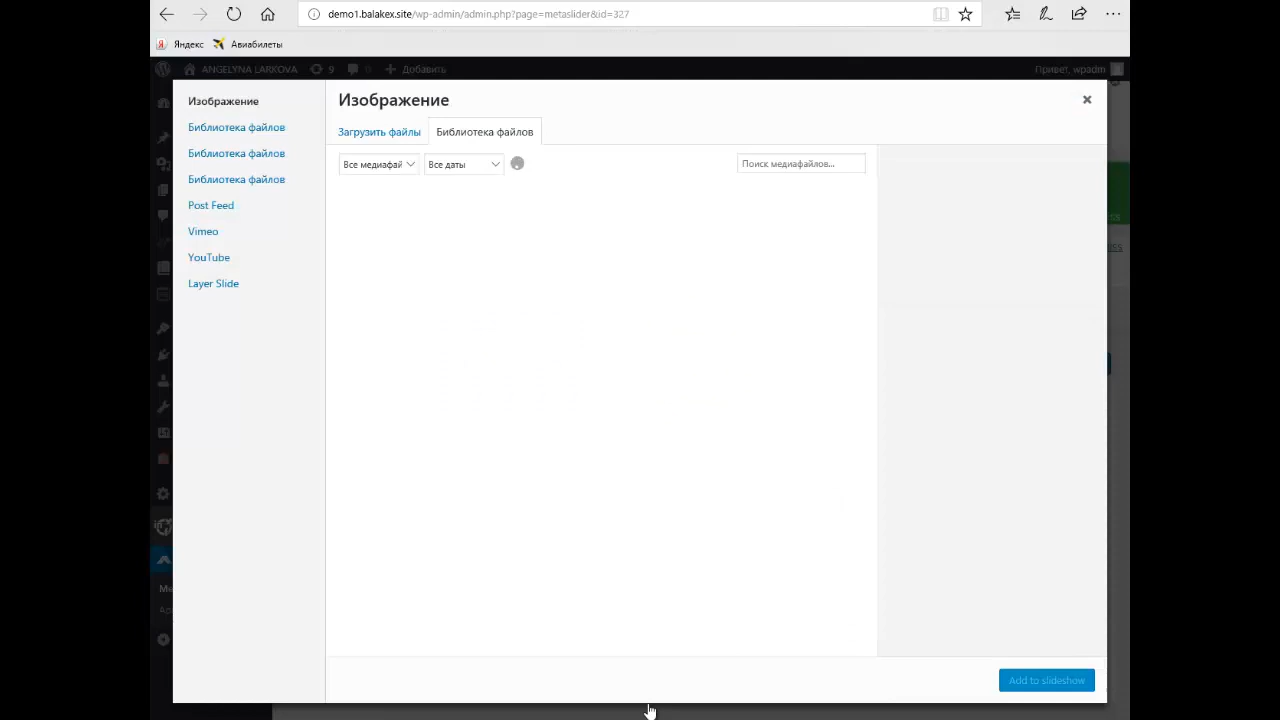 demo1.balakex.site/wp-admin/admin.php?page=metaslider&id=327
Яндекс Авиабилеты
ANGELYNA LARKOVA 9 0 Добавить Привет, wpadm
Изображение
Библиотека файлов
Библиотека файлов
Библиотека файлов
Post Feed
Vimeo
YouTube
Layer Slide
Изображение
Загрузить файлы Библиотека файлов
Все медиафай Все даты Поиск медиафайлов...
Add to slideshow